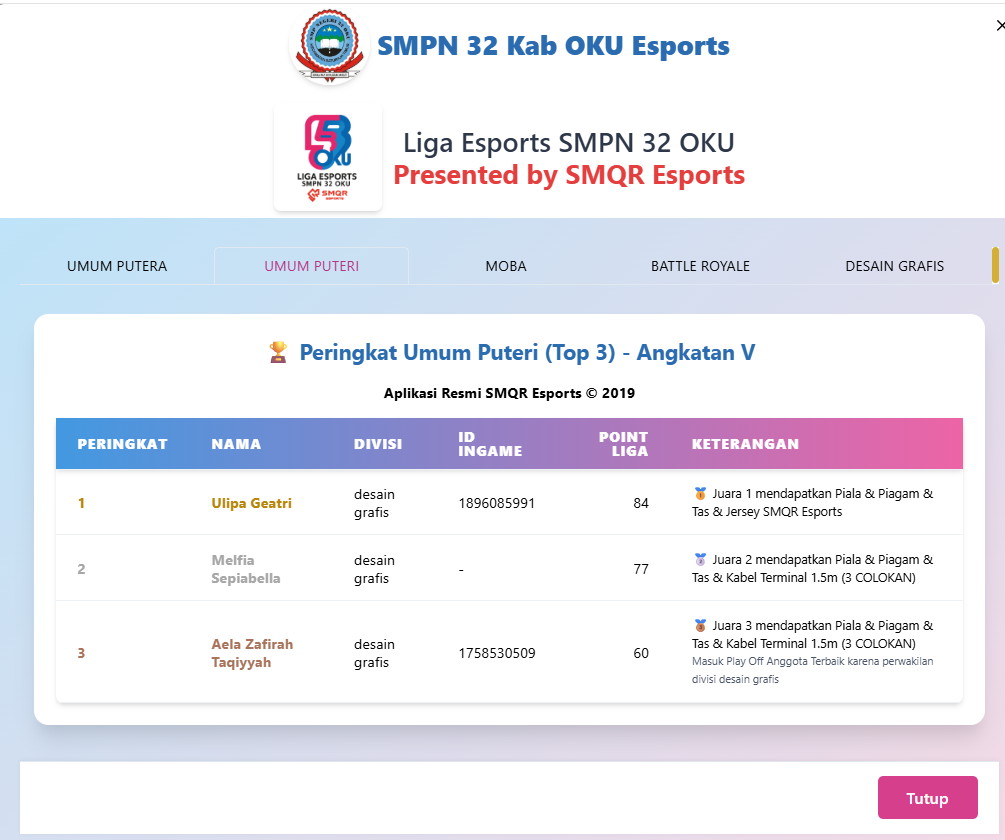 SMPN 32 Kab OKU Esports
OKU
LIGA ESPORTS
SMPN 32 OKU
SMQR
ESPORTS
Liga Esports SMPN 32 OKU
Presented by SMQR Esports
UMUM PUTERA
UMUM PUTERI
MOBA
BATTLE ROYALE
DESAIN GRAFIS
🏆 Peringkat Umum Puteri (Top 3) - Angkatan V
Aplikasi Resmi SMQR Esports © 2019
PERINGKAT NAMA DIVISI ID INGAME POINT LIGA KETERANGAN
1 Ulipa Geatri desain grafis 1896085991 84 🥇 Juara 1 mendapatkan Piala & Piagam &
Tas & Jersey SMQR Esports
2 Melfia Sepiabella desain grafis - 77 🥈 Juara 2 mendapatkan Piala & Piagam &
Tas & Kabel Terminal 1.5m (3 COLOKAN)
3 Aela Zafirah Taqiyyah desain grafis 1758530509 60 🥉 Juara 3 mendapatkan Piala & Piagam &
Tas & Kabel Terminal 1.5m (3 COLOKAN)
Masuk Play Off Anggota Terbaik karena perwakilan
divisi desain grafis
Tutup